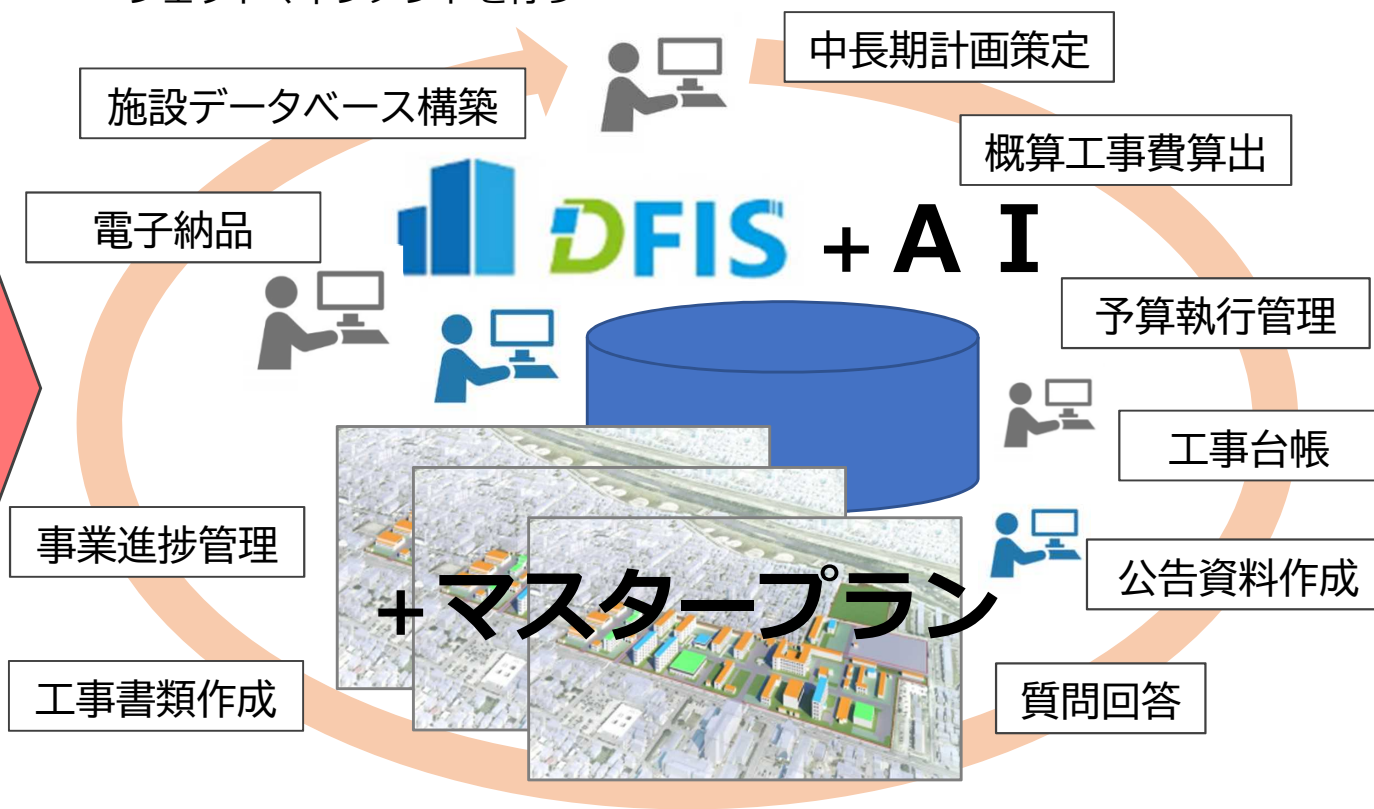 中長期計画策定
施設データベース構築
概算工事費算出
電子納品
DFIS + A I
予算執行管理
工事台帳
事業進捗管理
公告資料作成
+マスタープラン
工事書類作成
質問回答